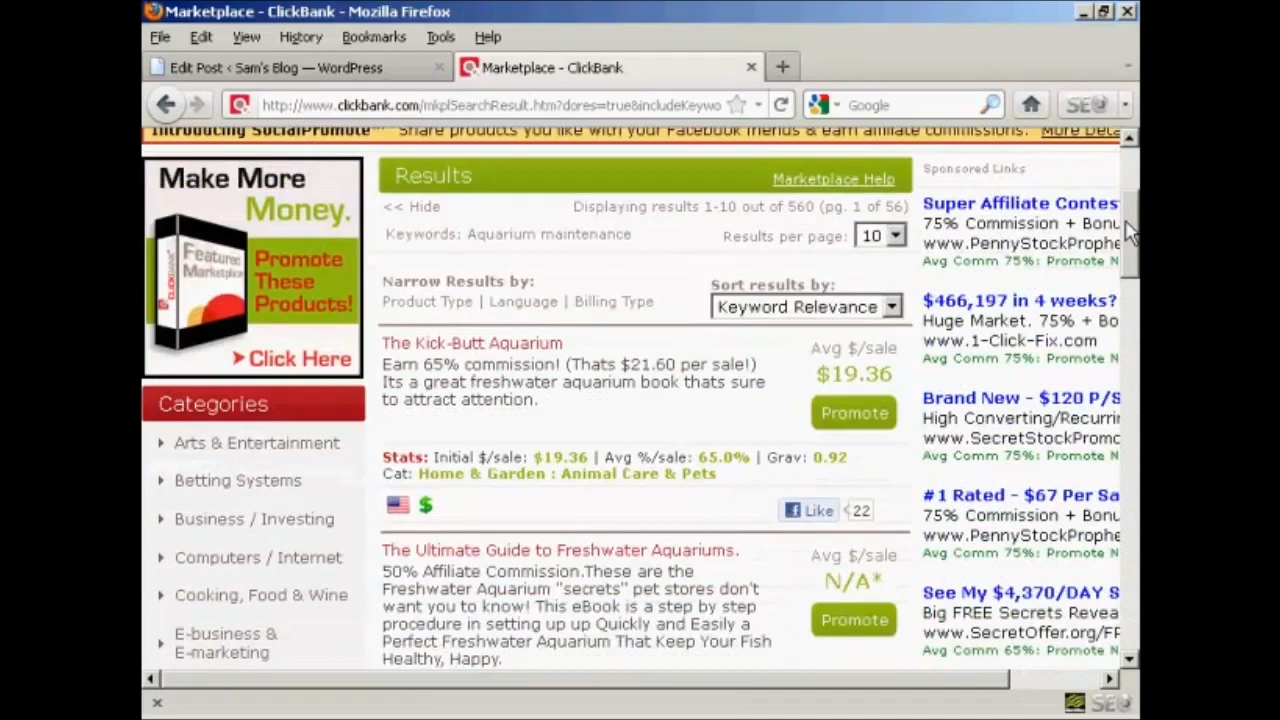 Marketplace - ClickBank - Mozilla Firefox
File Edit View History Bookmarks Tools Help
Edit Post ‹ Sam's Blog — WordPress
Marketplace - ClickBank
http://www.clickbank.com/mkplSearchResult.htm?dores=true&includeKeywo
Google
SEO
Introducing SocialPromote™ Share products you like with your Facebook friends & earn affiliate commissions. More Deta
Make More
Money.
Featured
Marketplace
CLICKBANK
Promote
These
Products!
Click Here
Categories
Arts & Entertainment
Betting Systems
Business / Investing
Computers / Internet
Cooking, Food & Wine
E-business &
E-marketing
Results
Marketplace Help
<< Hide
Displaying results 1-10 out of 560 (pg. 1 of 56)
Keywords: Aquarium maintenance
Results per page: 10
Narrow Results by:
Product Type | Language | Billing Type
Sort results by:
Keyword Relevance
The Kick-Butt Aquarium
Earn 65% commission! (Thats $21.60 per sale!)
Its a great freshwater aquarium book thats sure
to attract attention.
Avg $/sale
$19.36
Promote
Stats: Initial $/sale: $19.36 | Avg %/sale: 65.0% | Grav: 0.92
Cat: Home & Garden : Animal Care & Pets
$
Like 22
The Ultimate Guide to Freshwater Aquariums.
50% Affiliate Commission.These are the
Freshwater Aquarium "secrets" pet stores don't
want you to know! This eBook is a step by step
procedure in setting up up Quickly and Easily a
Perfect Freshwater Aquarium That Keep Your Fish
Healthy, Happy.
Avg $/sale
N/A*
Promote
Sponsored Links
Super Affiliate Contes
75% Commission + Bonu
www.PennyStockProphe
Avg Comm 75%: Promote N
$466,197 in 4 weeks?
Huge Market. 75% + Bo
www.1-Click-Fix.com
Avg Comm 75%: Promote N
Brand New - $120 P/S
High Converting/Recurri
www.SecretStockPromo
Avg Comm 75%: Promote N
#1 Rated - $67 Per Sa
75% Commission + Bonu
www.PennyStockProphe
Avg Comm 75%: Promote N
See My $4,370/DAY S
Big FREE Secrets Revea
www.SecretOffer.org/FF
Avg Comm 65%: Promote N
SEO